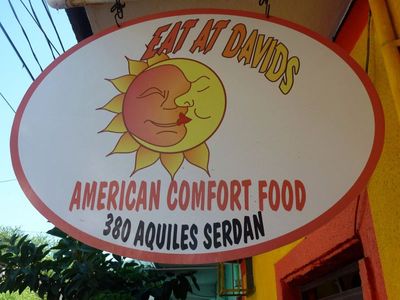 EAT AT DAVIDS
AMERICAN COMFORT FOOD
380 AQUILES SERDAN